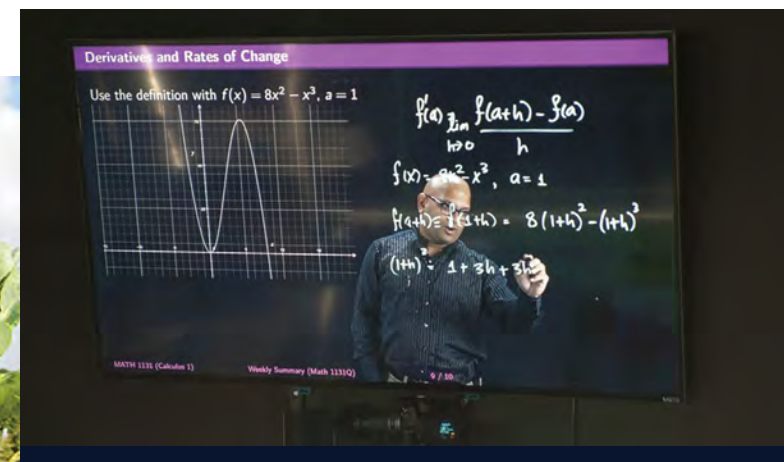 Derivatives and Rates of Change
Use the definition with f(x) = 8x² − x³, a = 1
f'(a) = lim h→0 f(a+h) - f(a) / h
f(x) = 8x² - x³, a = 1
f(a+h) = f(1+h) = 8(1+h)² - (1+h)³
(1+h)³ = 1 + 3h + 3h
MATH 1131 (Calculus 1)
Weekly Summary (Math 1131Q)
9 / 10